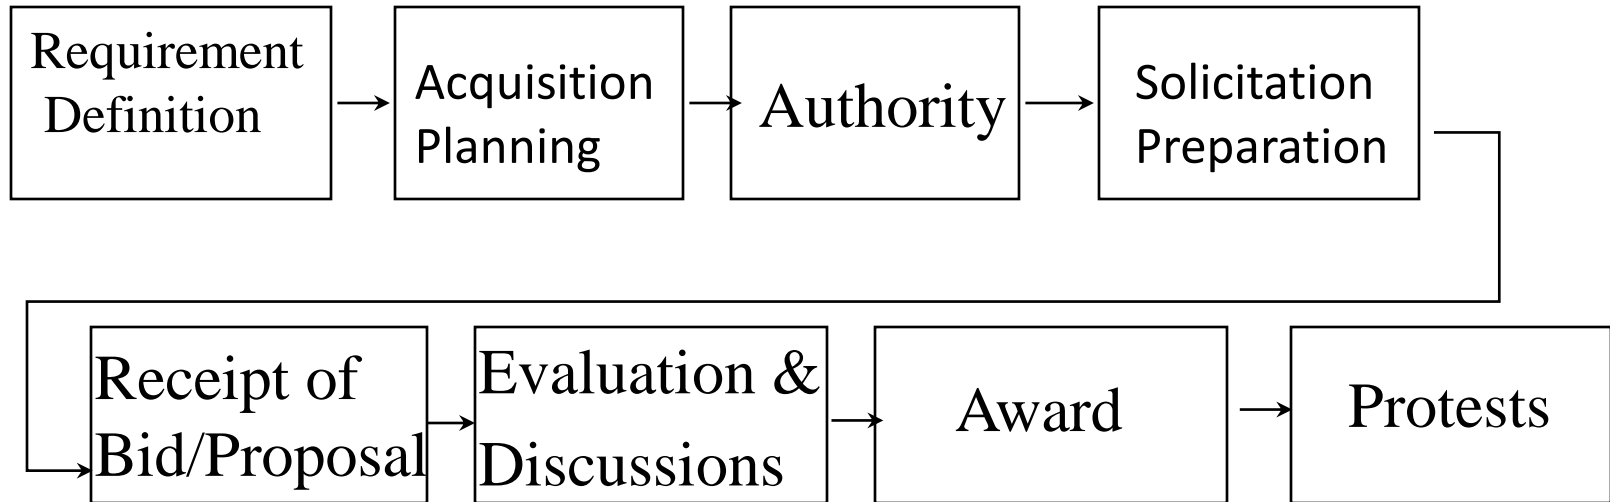 Requirement
Definition
Acquisition
Planning
Authority
Solicitation
Preparation
Receipt of
Bid/Proposal
Evaluation &
Discussions
Award
Protests